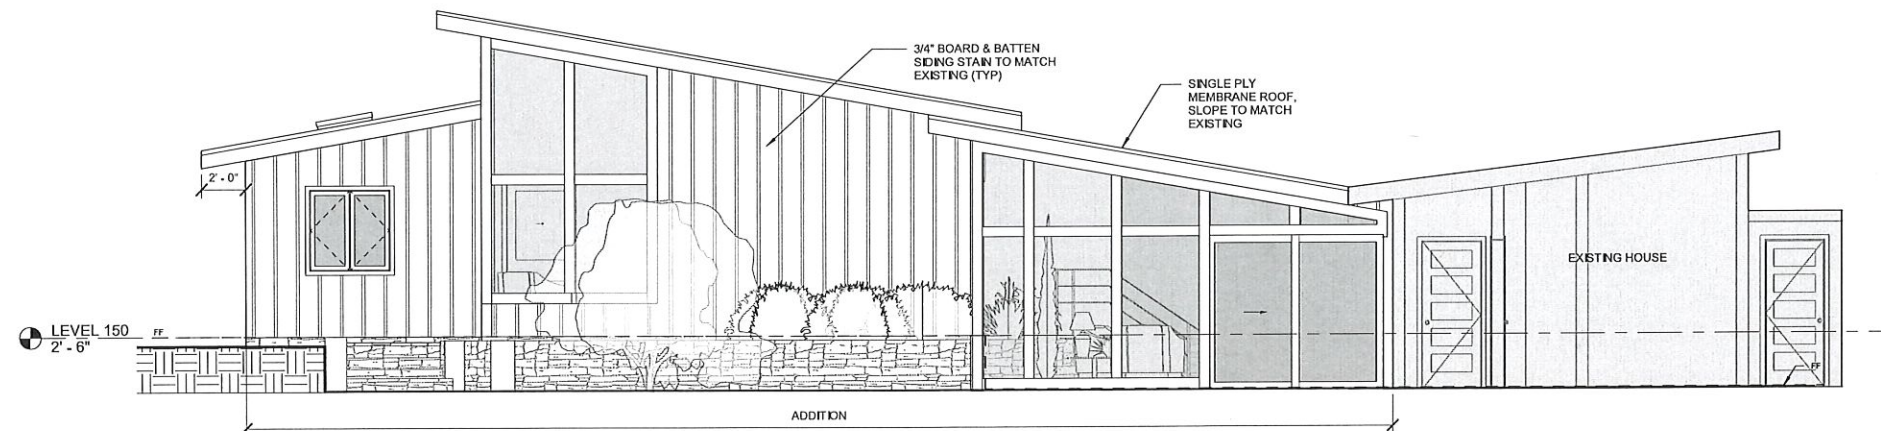 3/4" BOARD & BATTEN
SIDING STAIN TO MATCH
EXISTING (TYP)
SINGLE PLY
MEMBRANE ROOF,
SLOPE TO MATCH
EXISTING
2' - 0"
EXISTING HOUSE
LEVEL 150
2' - 6"
FF
FF
ADDITION